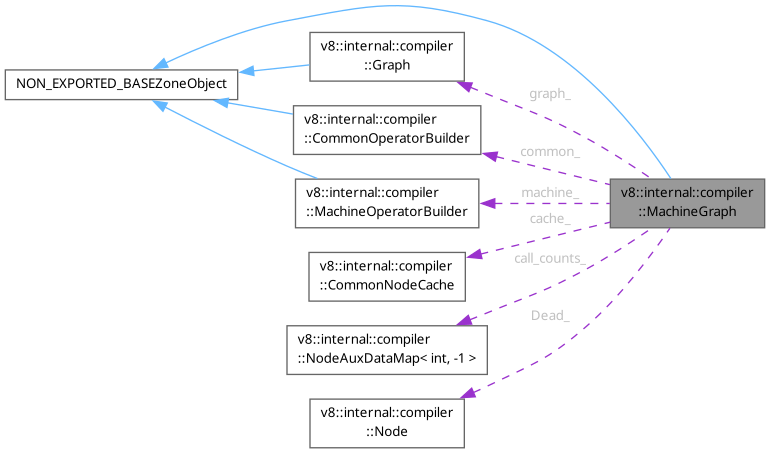 v8::internal::compiler
::Graph
NON_EXPORTED_BASEZoneObject
graph_
v8::internal::compiler
::CommonOperatorBuilder
common_
v8::internal::compiler
::MachineOperatorBuilder
machine_
v8::internal::compiler
::MachineGraph
cache_
v8::internal::compiler
::CommonNodeCache
call_counts_
v8::internal::compiler
::NodeAuxDataMap< int, -1 >
Dead_
v8::internal::compiler
::Node